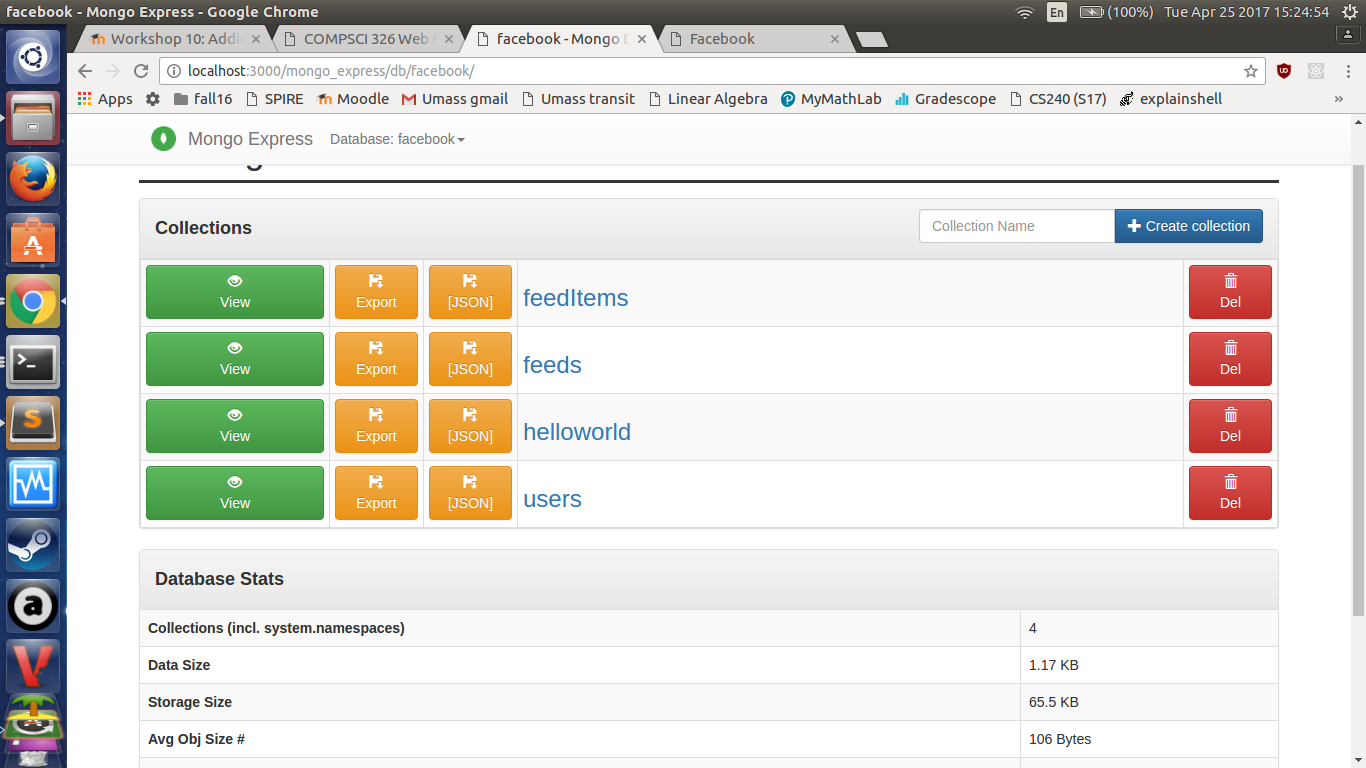 facebook - Mongo Express - Google Chrome
En
(100%)
Tue Apr 25 2017 15:24:54
Workshop 10: Addi
COMPSCI 326 Web
facebook - Mongo E
Facebook
localhost:3000/mongo_express/db/facebook/
Apps
fall16
SPIRE
Moodle
Umass gmail
Umass transit
Linear Algebra
MyMathLab
Gradescope
CS240 (S17)
explainshell
»
Mongo Express
Database: facebook
Collections
Collection Name
Create collection
View
Export
[JSON]
feedItems
Del
View
Export
[JSON]
feeds
Del
View
Export
[JSON]
helloworld
Del
View
Export
[JSON]
users
Del
Database Stats
Collections (incl. system.namespaces)
4
Data Size
1.17 KB
Storage Size
65.5 KB
Avg Obj Size #
106 Bytes